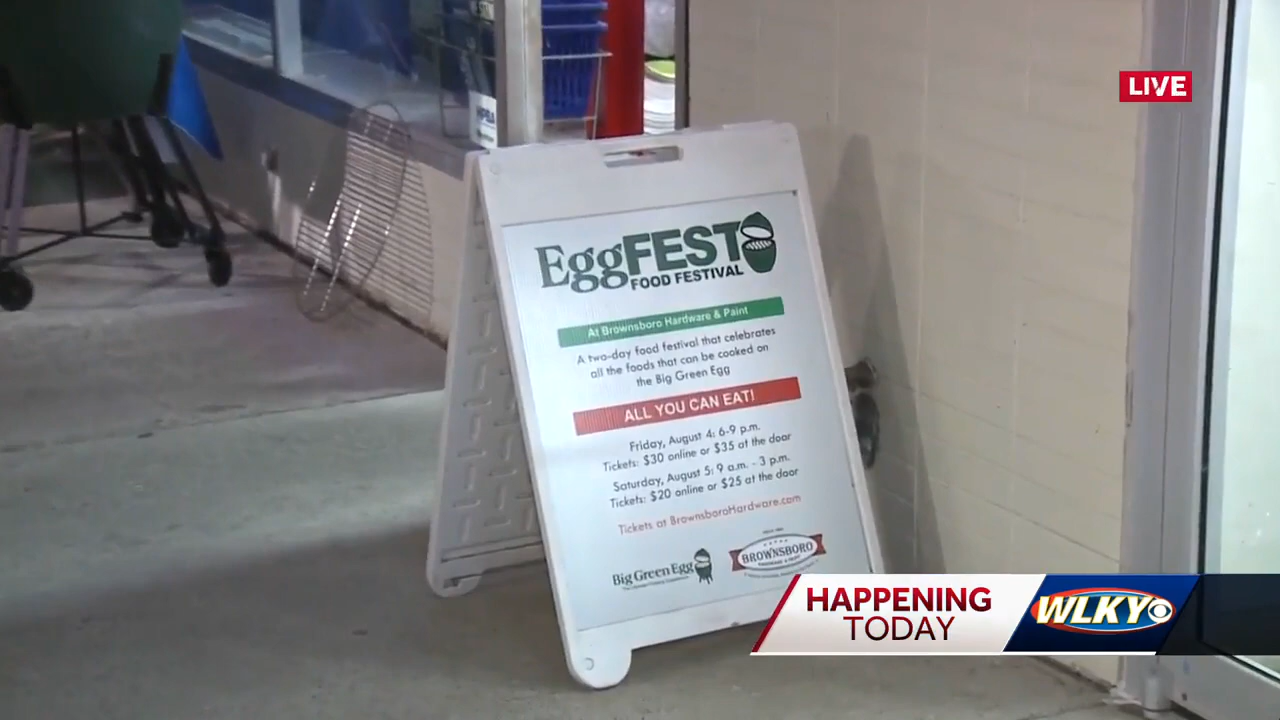 LIVE
EggFEST
FOOD FESTIVAL
At Brownsboro Hardware & Paint
A two-day food festival that celebrates
all the foods that can be cooked on
the Big Green Egg
ALL YOU CAN EAT!
Friday, August 4: 6-9 p.m.
Tickets: $30 online or $35 at the door
Saturday, August 5: 9 a.m. - 3 p.m.
Tickets: $20 online or $25 at the door
Tickets at BrownsboroHardware.com
Big Green Egg
BROWNSBORO
HAPPENING
TODAY
WLKY